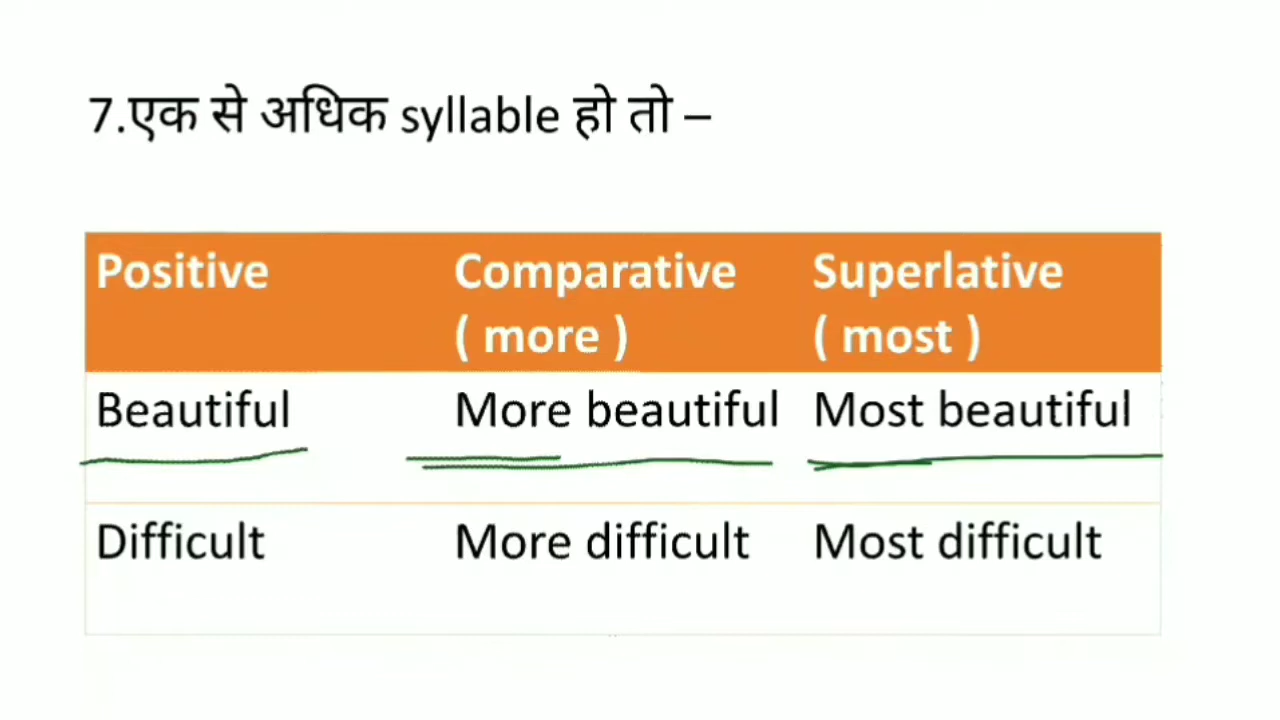 7.एक से अधिक syllable हो तो –
Positive Comparative Superlative
( more ) ( most )
Beautiful More beautiful Most beautiful
Difficult More difficult Most difficult